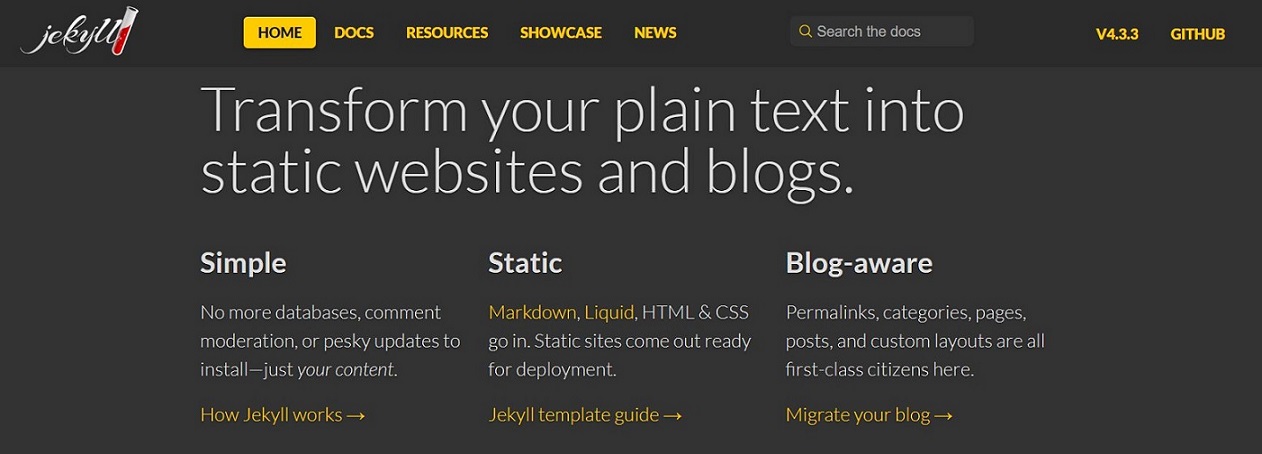 jekyll
HOME DOCS RESOURCES SHOWCASE NEWS Search the docs V4.3.3 GITHUB
Transform your plain text into
static websites and blogs.
Simple
No more databases, comment
moderation, or pesky updates to
install—just your content.
How Jekyll works →
Static
Markdown, Liquid, HTML & CSS
go in. Static sites come out ready
for deployment.
Jekyll template guide →
Blog-aware
Permalinks, categories, pages,
posts, and custom layouts are all
first-class citizens here.
Migrate your blog →